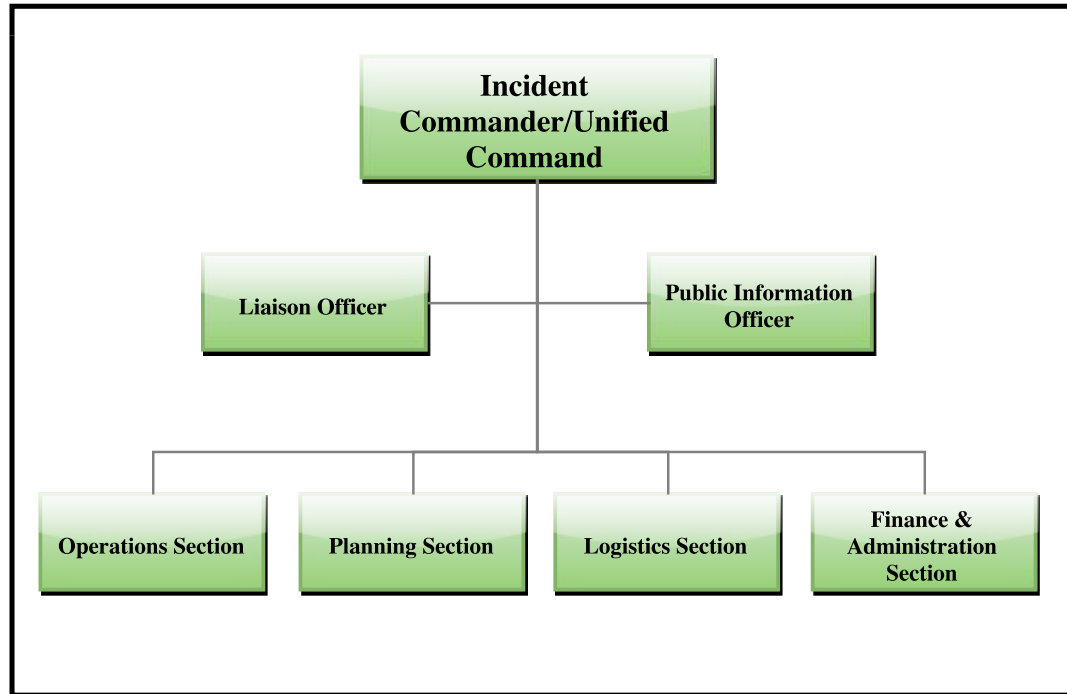 Incident
Commander/Unified
Command
Liaison Officer
Public Information
Officer
Operations Section
Planning Section
Logistics Section
Finance &
Administration
Section